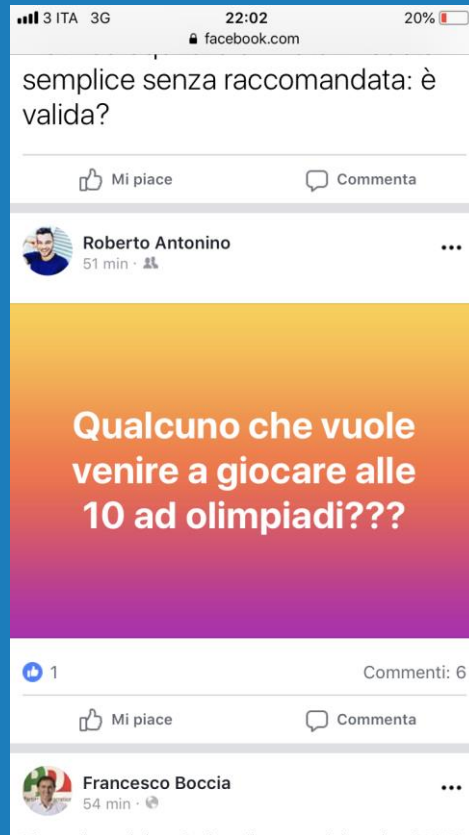 3 ITA 3G 22:02 20%
facebook.com
semplice senza raccomandata: è
valida?
Mi piace Commenta
Roberto Antonino
51 min ·
Qualcuno che vuole
venire a giocare alle
10 ad olimpiadi???
1 Commenti: 6
Mi piace Commenta
Francesco Boccia
54 min ·